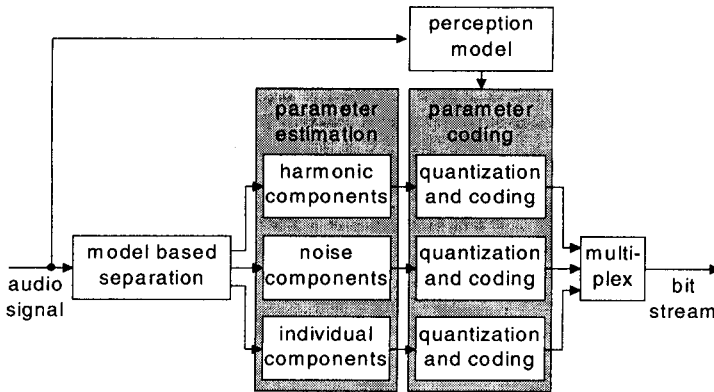 perception
model
parameter
estimation
parameter
coding
harmonic
components
quantization
and coding
model based
separation
noise
components
quantization
and coding
multi-
plex
audio
signal
bit
stream
individual
components
quantization
and coding